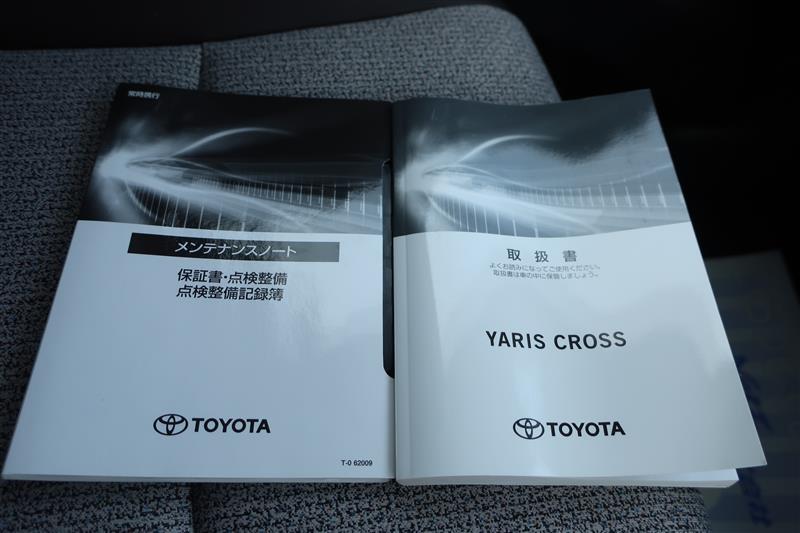 常時携行
メンテナンスノート
保証書・点検整備
点検整備記録簿
TOYOTA
T-0 62009
取扱書
よくお読みになってご使用ください。
取扱書は車の中に保管しましょう。
YARIS CROSS
TOYOTA